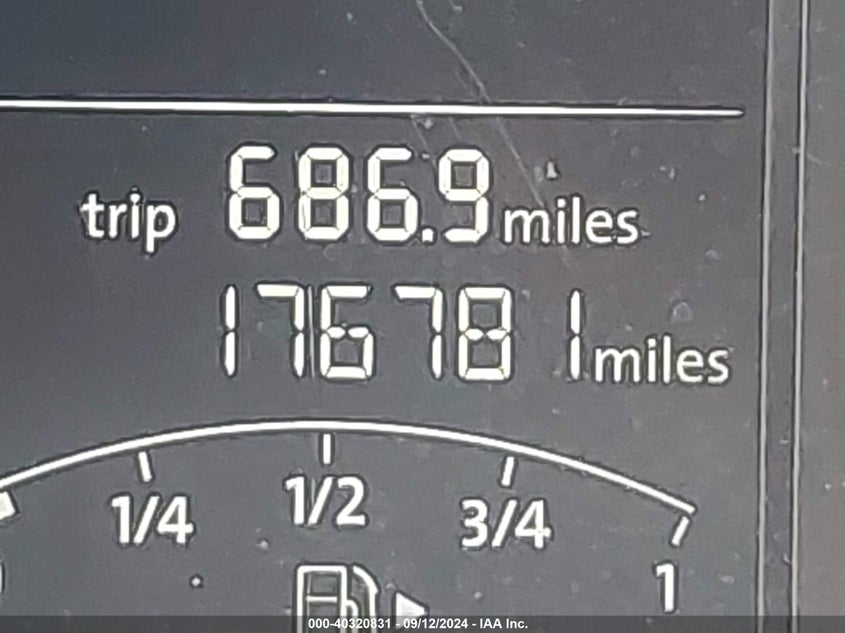 trip 686.9 miles
176781 miles
1/4 1/2 3/4 1
000-40320831 - 09/12/2024 - IAA Inc.